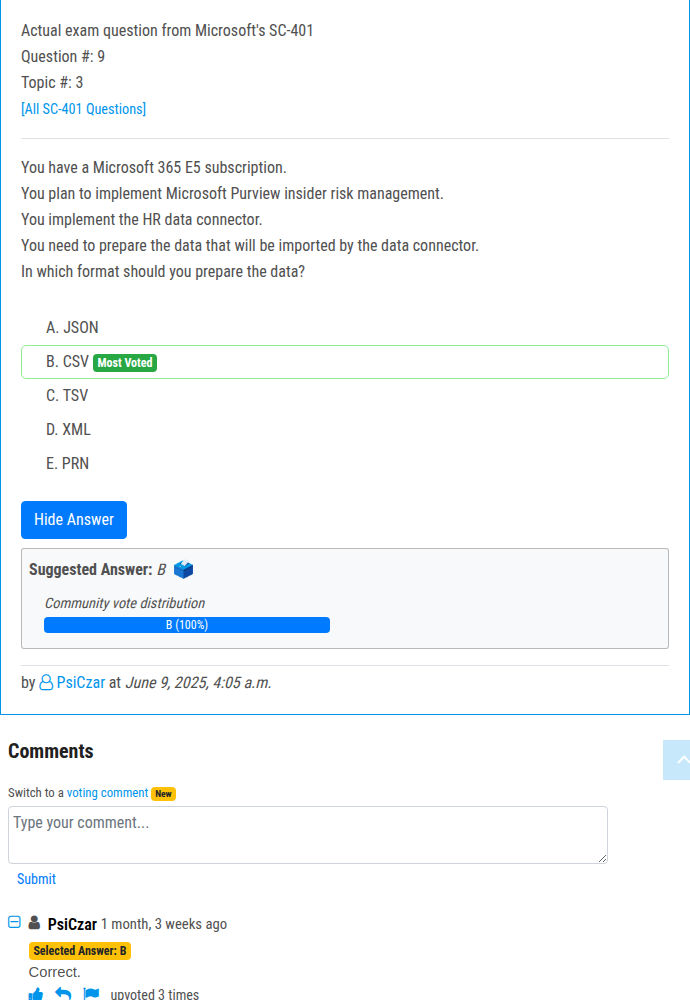 Actual exam question from Microsoft's SC-401
Question #: 9
Topic #: 3
[All SC-401 Questions]
You have a Microsoft 365 E5 subscription.
You plan to implement Microsoft Purview insider risk management.
You implement the HR data connector.
You need to prepare the data that will be imported by the data connector.
In which format should you prepare the data?
A. JSON
B. CSV Most Voted
C. TSV
D. XML
E. PRN
Hide Answer
Suggested Answer: B
Community vote distribution
B (100%)
by PsiCzar at June 9, 2025, 4:05 a.m.
Comments
Switch to a voting comment New
Type your comment...
Submit
PsiCzar 1 month, 3 weeks ago
Selected Answer: B
Correct.
upvoted 3 times